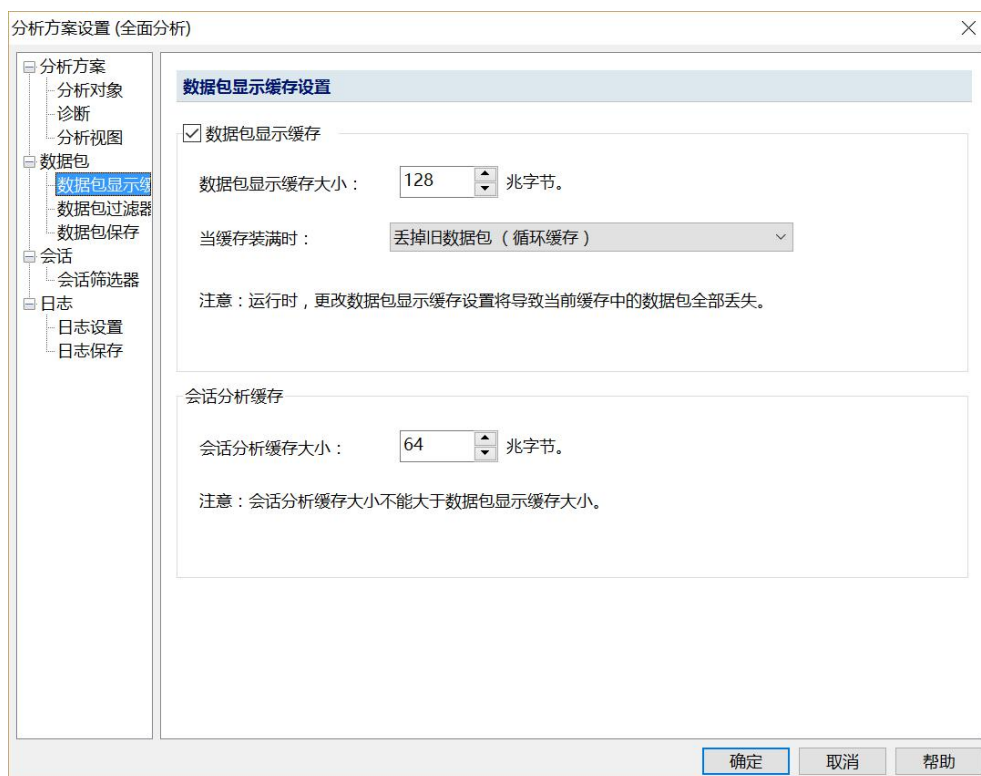 分析方案设置 (全面分析)
分析方案
分析对象
诊断
分析视图
数据包
数据包显示缓
数据包过滤器
数据包保存
会话
会话筛选器
日志
日志设置
日志保存
数据包显示缓存设置
数据包显示缓存
数据包显示缓存大小： 128 兆字节。
当缓存装满时： 丢掉旧数据包（循环缓存）
注意：运行时，更改数据包显示缓存设置将导致当前缓存中的数据包全部丢失。
会话分析缓存
会话分析缓存大小： 64 兆字节。
注意：会话分析缓存大小不能大于数据包显示缓存大小。
确定 取消 帮助